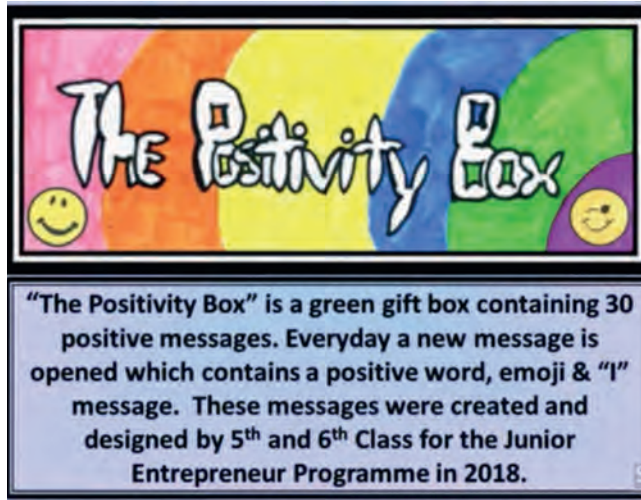 The Positivity Box
“The Positivity Box” is a green gift box containing 30
positive messages. Everyday a new message is
opened which contains a positive word, emoji & “I”
message.  These messages were created and
designed by 5th and 6th Class for the Junior
Entrepreneur Programme in 2018.